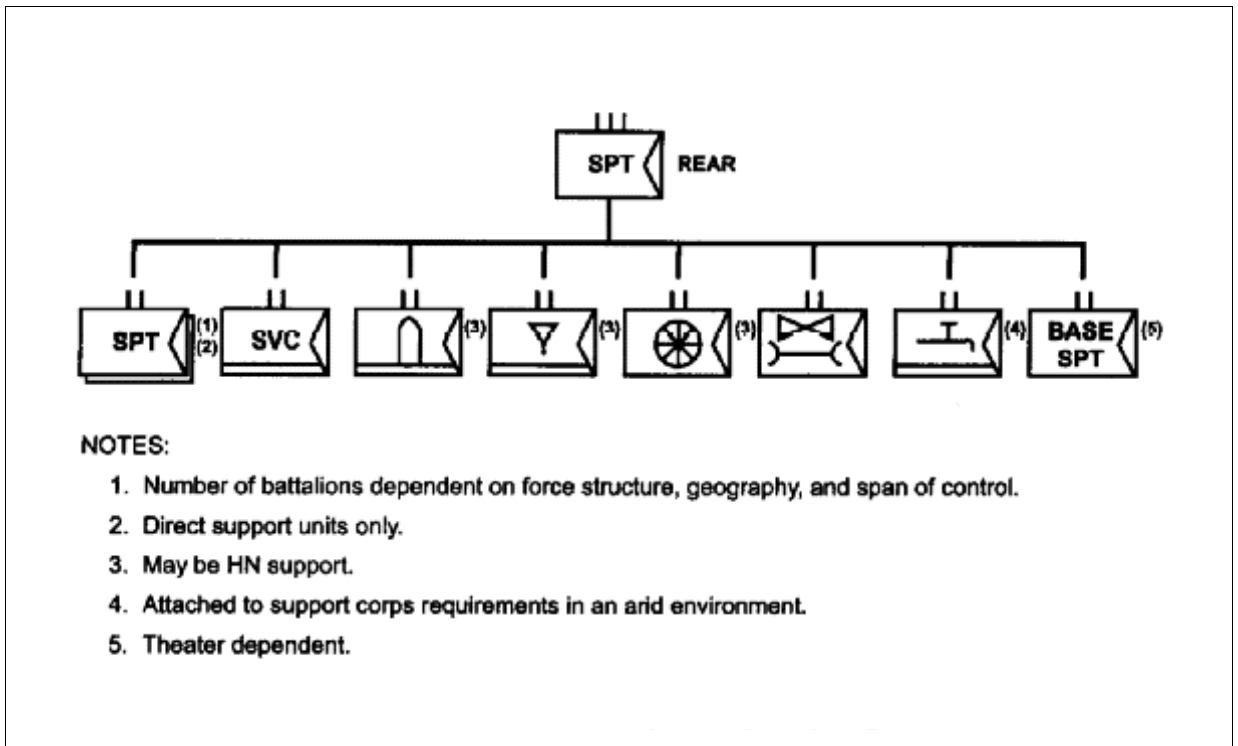 SPT REAR
SPT (1) (2) SVC (3) (3) (3) (4) BASE SPT (5)
NOTES:
1. Number of battalions dependent on force structure, geography, and span of control.
2. Direct support units only.
3. May be HN support.
4. Attached to support corps requirements in an arid environment.
5. Theater dependent.